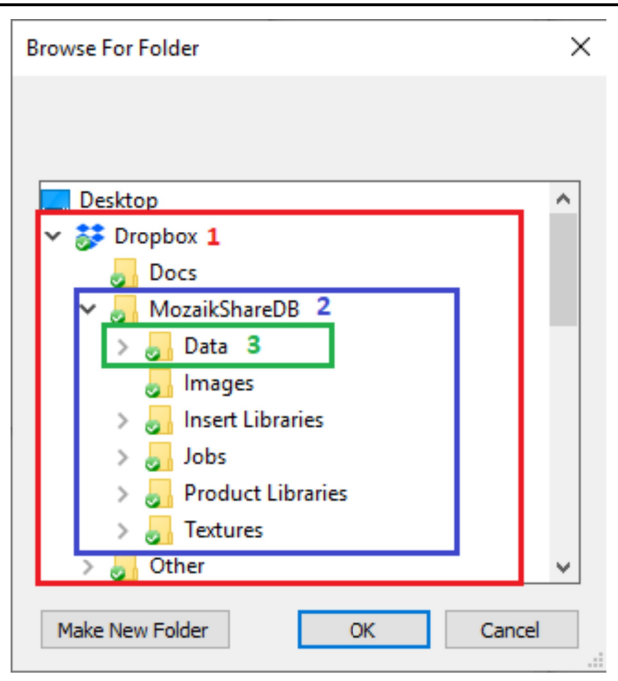 Browse For Folder
Desktop
Dropbox 1
Docs
MozaikShareDB 2
Data 3
Images
Insert Libraries
Jobs
Product Libraries
Textures
Other
Make New Folder OK Cancel